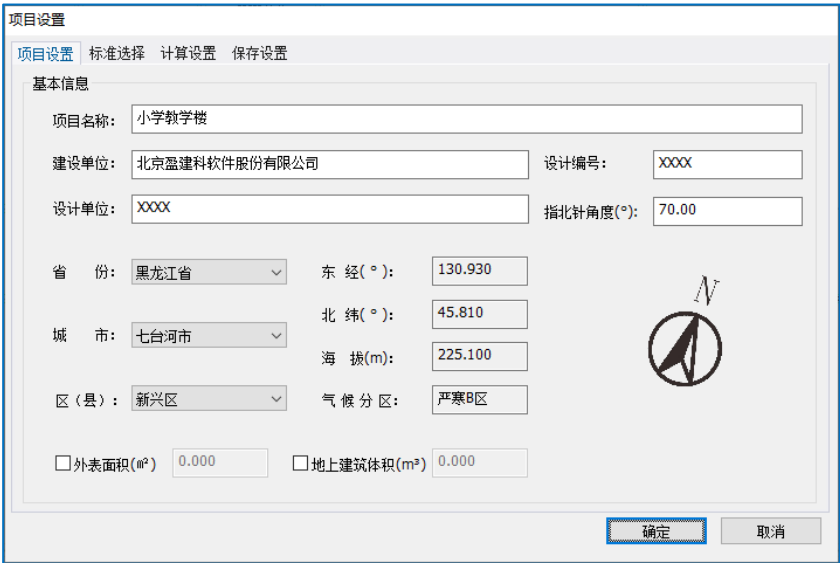 项目设置
项目设置 标准选择 计算设置 保存设置
基本信息
项目名称: 小学教学楼
建设单位: 北京盈建科软件股份有限公司 设计编号: XXXX
设计单位: XXXX 指北针角度(°): 70.00
省 份: 黑龙江省 东 经(°): 130.930
N
北 纬(°): 45.810
城 市: 七台河市
海 拔(m): 225.100
区(县): 新兴区 气候分区: 严寒B区
外表面积(㎡) 0.000 地上建筑体积(m³) 0.000
确定 取消